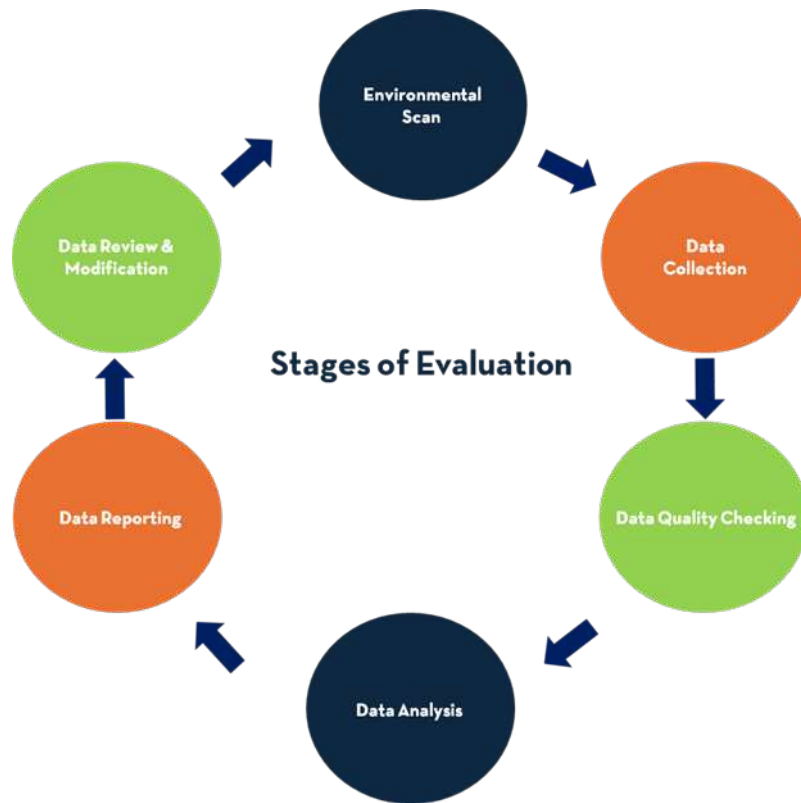 Environmental
Scan
Data
Collection
Data Quality Checking
Data Analysis
Data Reporting
Data Review &
Modification
Stages of Evaluation